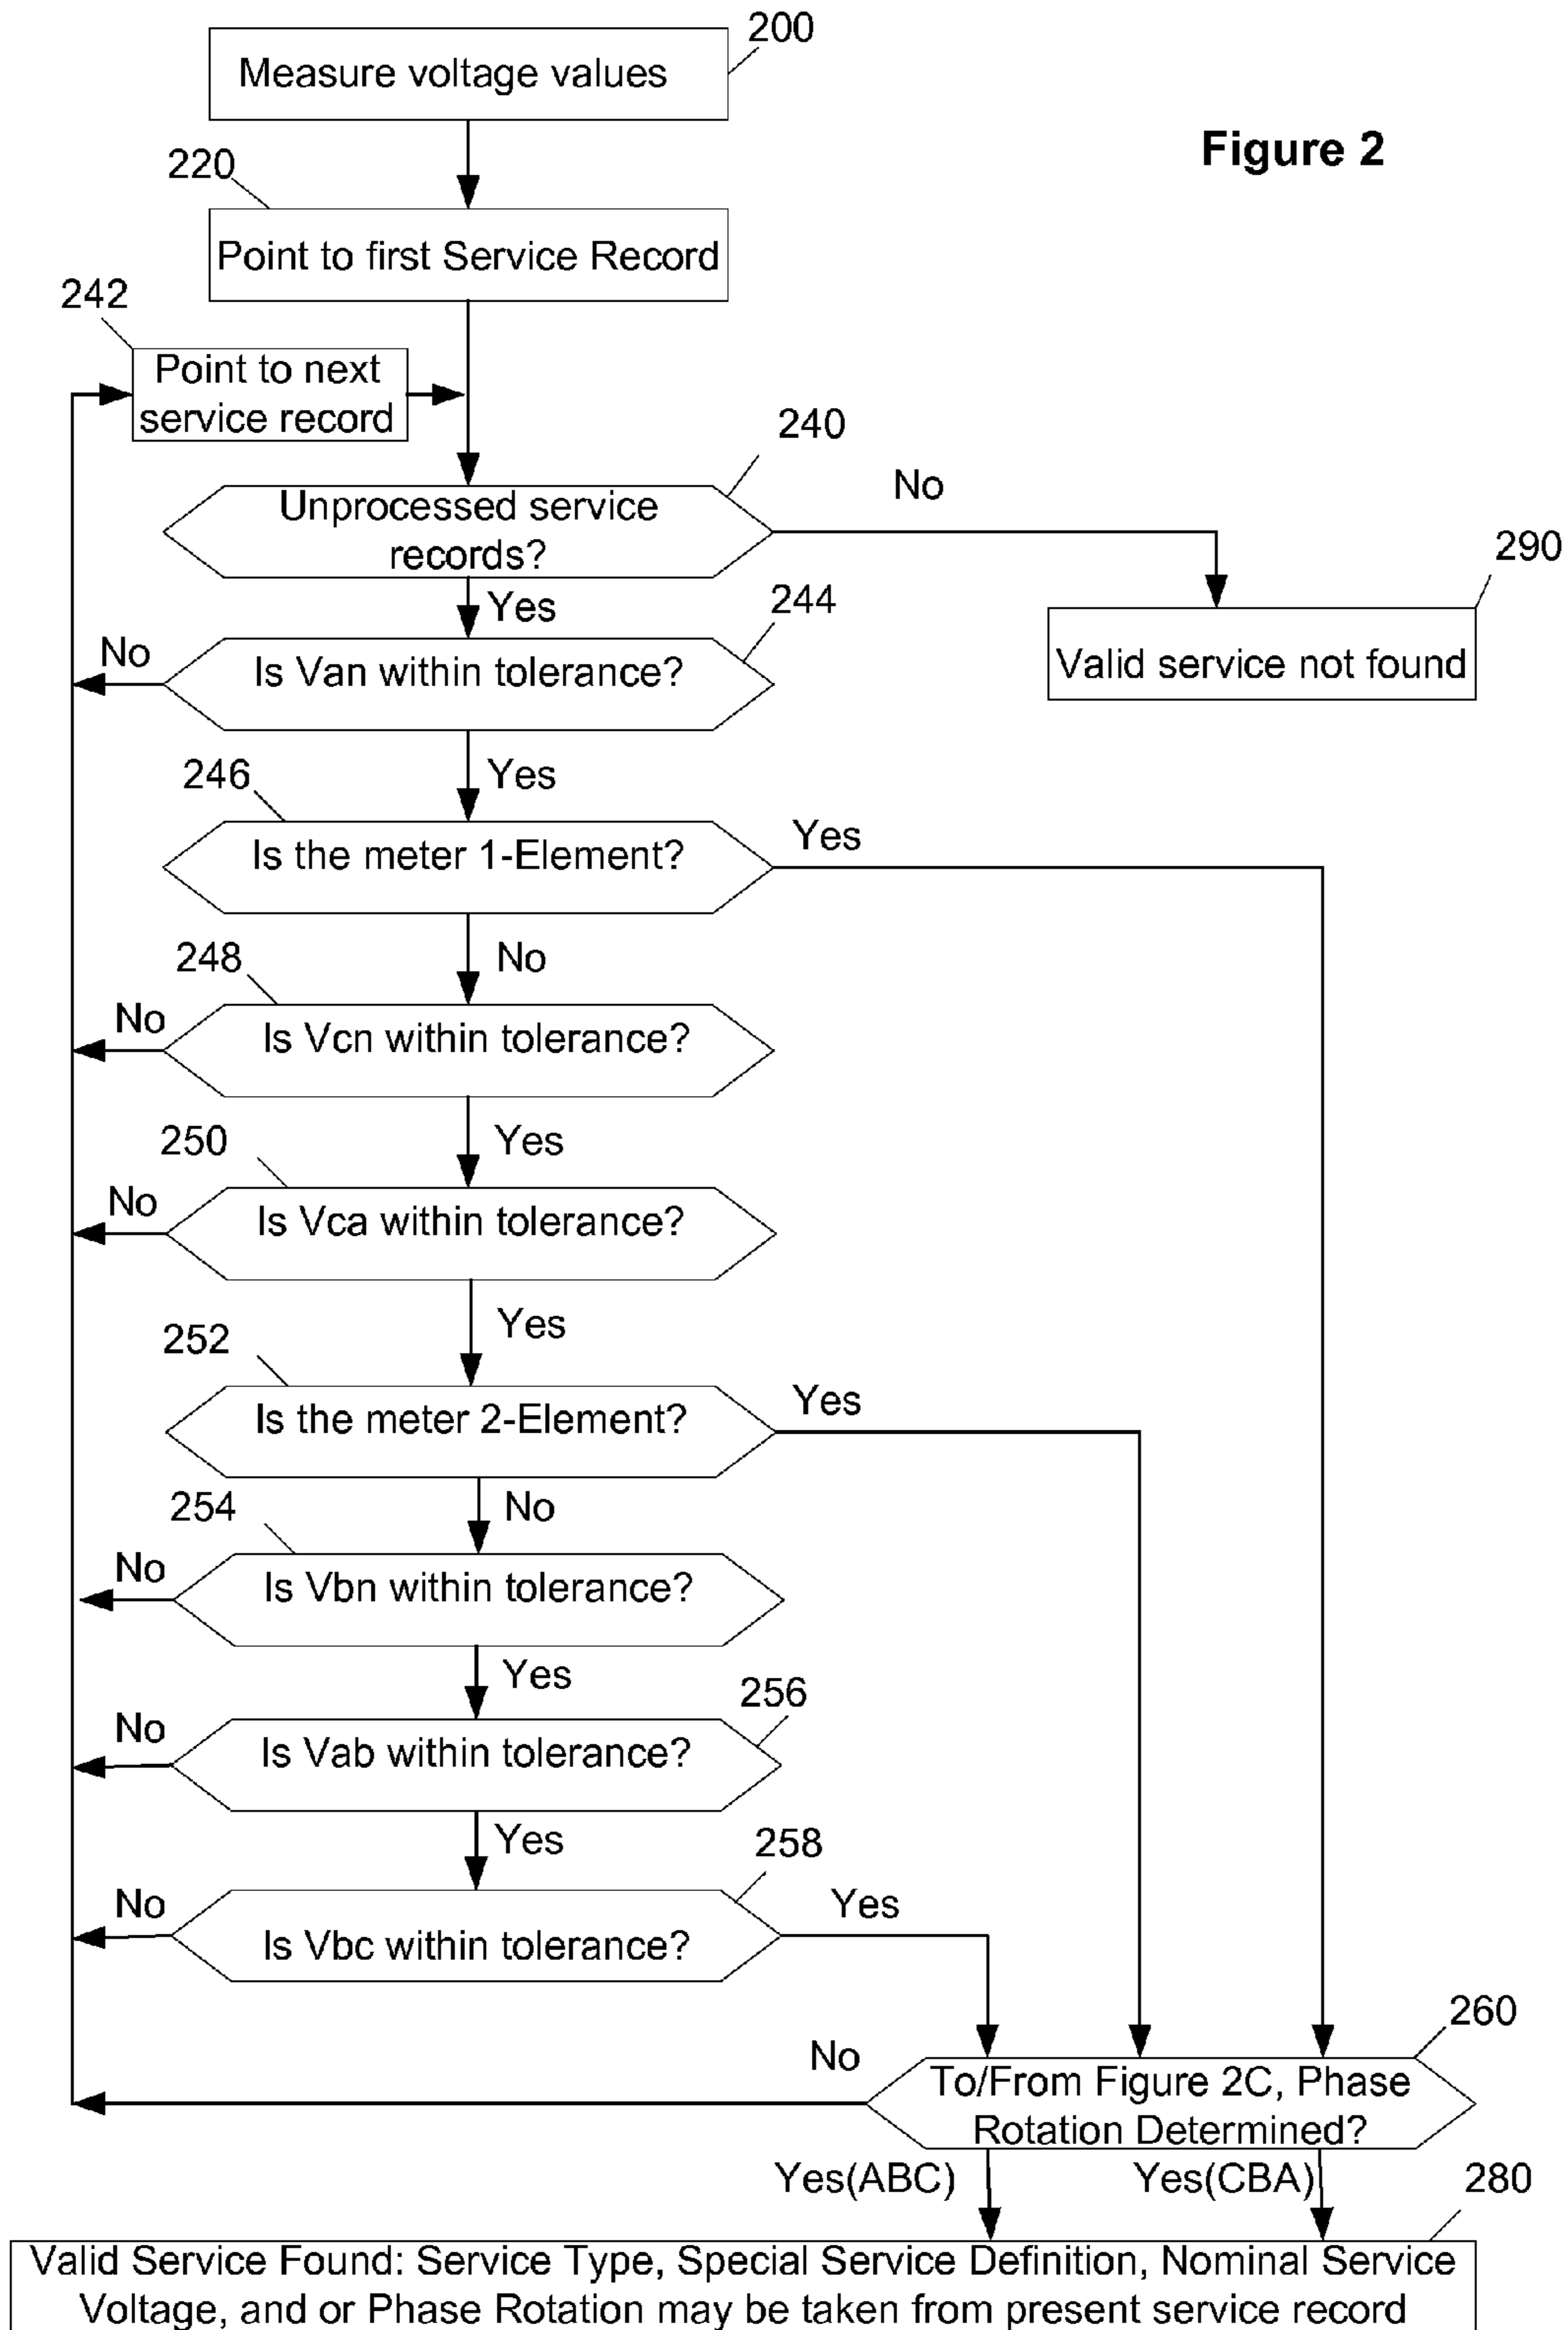 200
Measure voltage values
Figure 2
220
Point to first Service Record
242
Point to next
service record
240
Unprocessed service
records?
No
290
Valid service not found
Yes
244
Is Van within tolerance?
No
Yes
246
Is the meter 1-Element?
Yes
No
248
Is Vcn within tolerance?
No
Yes
250
Is Vca within tolerance?
No
Yes
252
Is the meter 2-Element?
Yes
No
254
Is Vbn within tolerance?
No
Yes
256
Is Vab within tolerance?
No
Yes
258
Is Vbc within tolerance?
No
Yes
260
To/From Figure 2C, Phase
Rotation Determined?
No
Yes(ABC)
Yes(CBA)
280
Valid Service Found: Service Type, Special Service Definition, Nominal Service
Voltage, and or Phase Rotation may be taken from present service record